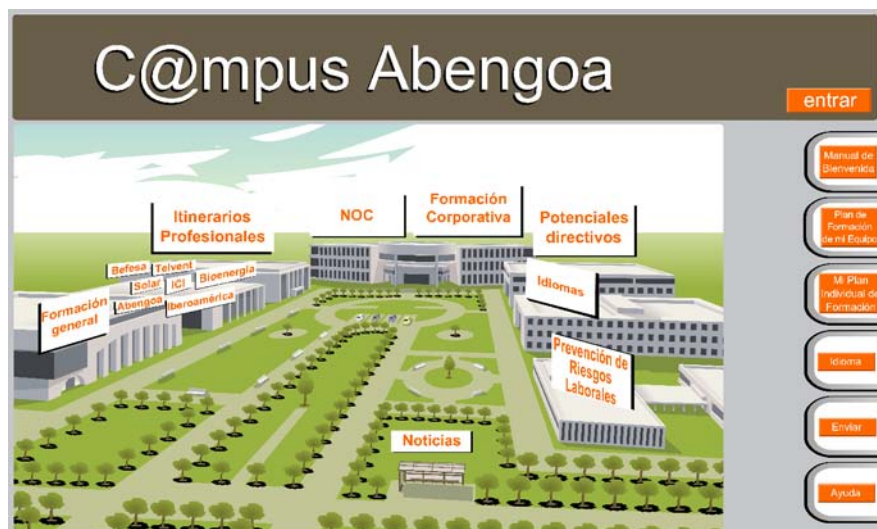 C@mpus Abengoa
entrar
Itinerarios
Profesionales
NOC
Formación
Corporativa
Potenciales
directivos
Befesa
Telvent
Solar
ICI
Bioenergía
Abengoa
Iberoamérica
Formación
general
Idiomas
Prevención de
Riesgos
Laborales
Noticias
Manual de
Bienvenida
Plan de
Formación
de mi Equipo
Mi Plan
Individual de
Formación
Idioma
Enviar
Ayuda